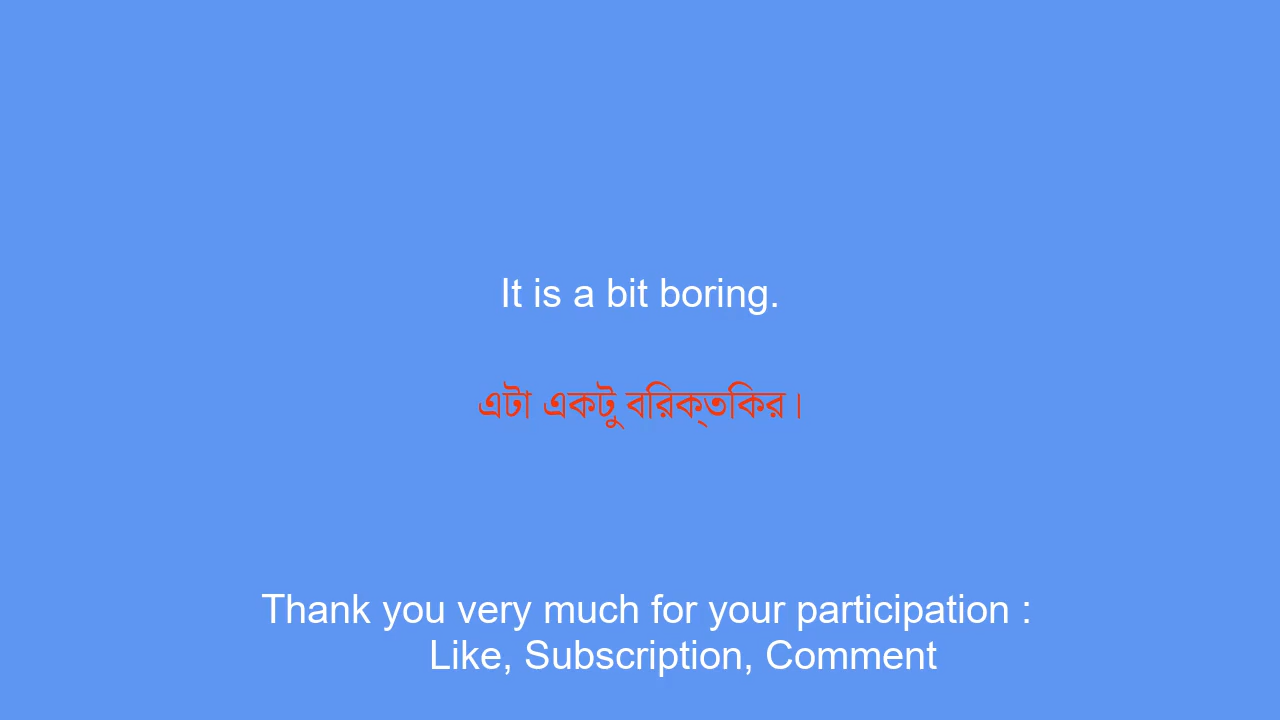 It is a bit boring.
এটা একটু বিরক্তিকর।
Thank you very much for your participation :
Like, Subscription, Comment